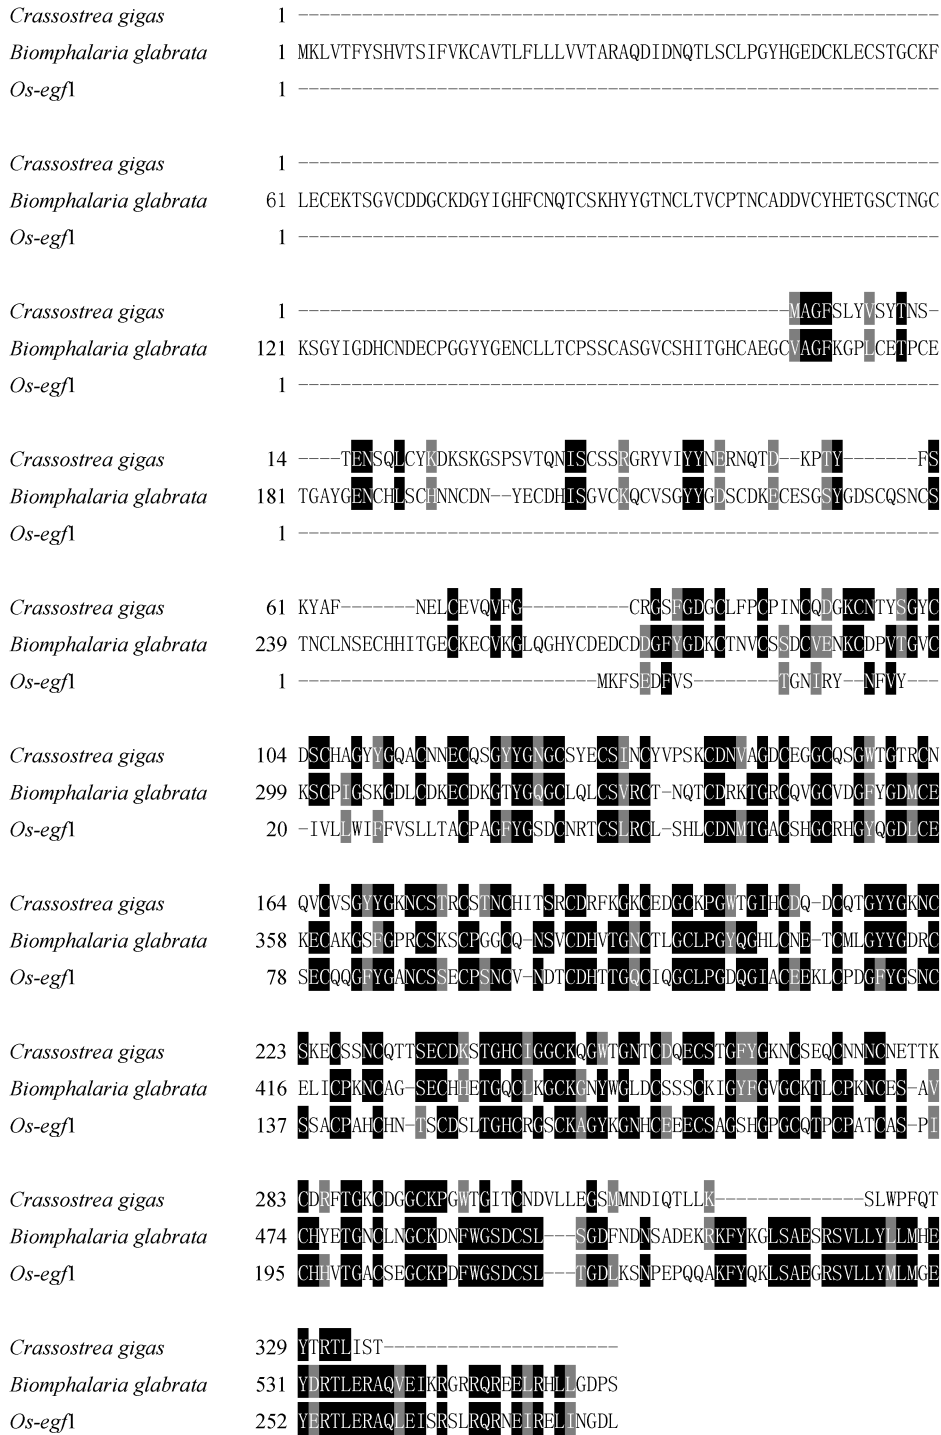 Crassostrea gigas 1 ------------------------------------------------------------
Biomphalaria glabrata 1 MKLVTFYSHVTSIFVKCAVTLFLLLVVTARAQDIDNQTLSCLPGYHGEDCKLECSTGCKF
Os-egf1 1 ------------------------------------------------------------
Crassostrea gigas 1 ------------------------------------------------------------
Biomphalaria glabrata 61 LECEKTSGVCDDGCKDGYIGHFCNQTCSKHYYGTNCLTVCPTNCADDVCYHETGSCTNGC
Os-egf1 1 ------------------------------------------------------------
Crassostrea gigas 1 ----------------------------------------------MAGFSLYVSYTNS-
Biomphalaria glabrata 121 KSGYIGDHCNDECPGGYYGENCLLTCPSSCASGVCSHITGHCAEGCVAGFKGPLCETPCE
Os-egf1 1 ------------------------------------------------------------
Crassostrea gigas 14 ----TENSQLCYKDKSKGSPSVTQNISCSSRGRYVIYYNERNQTD--KPTY-------FS
Biomphalaria glabrata 181 TGAYGENCHLSCHNNCDN--YECDHISGVCKQCVSGYYGDSCDKECESGSYGDSCQSNCS
Os-egf1 1 ------------------------------------------------------------
Crassostrea gigas 61 KYAF-------NELCEVQVFG----------CRGSFGDGCLFPCPINCQDGKCNTYSGYC
Biomphalaria glabrata 239 TNCLNSECHHITGECKECVKGLQGHYCDEDCDDGFYGDKCTNVCSSDCVENKCDPVTGVC
Os-egf1 1 ----------------------------MKFSEDFVS--------TGNIRY--NFVY---
Crassostrea gigas 104 DSCHAGYYGQACNNECQSGYYGNGCSYECSINCYVPSKCDNVAGDCEGGCQSGWTGTRCN
Biomphalaria glabrata 299 KSCPIGSKGDLCDKECDKGTYGQGCLQLCSVRCT-NQTCDRKTGRCQVGCVDGFYGDMCE
Os-egf1 20 -IVLLWIFFVSLLTACPAGFYGSDCNRTCSLRCL-SHLCDNMTGACSHGCRHGYQGDLCE
Crassostrea gigas 164 QVCVSGYYGKNCSTRCSTNCHITSRCDRFKGKCEDGCKPGWTGIHCDQ-DCQTGYYGKNC
Biomphalaria glabrata 358 KECAKGSFGPRCSKSCPGGCQ-NSVCDHVTGNCTLGCLPGYQGHLCNE-TCMLGYYGDRC
Os-egf1 78 SECQQGFYGANCSSECPSNCV-NDTCDHTTGQCIQGCLPGDQGIACEEKLCPDGFYGSNC
Crassostrea gigas 223 SKECSSNCQTTSECDKSTGHCIGGCKQGWTGNTCDQECSTGFYGKNCSEQCNNNCNETTK
Biomphalaria glabrata 416 ELICPKNCAG-SECHHETGQCLKGCKGNYWGLDCSSSCKIGYFGVGCKTLCPKNCES-AV
Os-egf1 137 SSACPAHCHN-TSCDSLTGHCRGSCKAGYKGNHCEEECSAGSHGPGCQTPCPATCAS-PI
Crassostrea gigas 283 CDRFTGKCDGGCKPGWTGITCNDVLLEGSMMNDIQTLLK--------------SLWPFQT
Biomphalaria glabrata 474 CHYETGNCLNGCKDNFWGSDCSL---SGDFNDNSADEKRKFYKGLSAESRSVLLYLLMHE
Os-egf1 195 CHHVTGACSEGCKPDFWGSDCSL---TGDLKSNPEPQQAKFYQKLSAEGRSVLLYMLMGE
Crassostrea gigas 329 YTRTLIST----------------------
Biomphalaria glabrata 531 YDRTLERAQVEIKRGRRQREELRHLLGDPS
Os-egf1 252 YERTLERAQLEISRSLRQRNEIRELINGDL